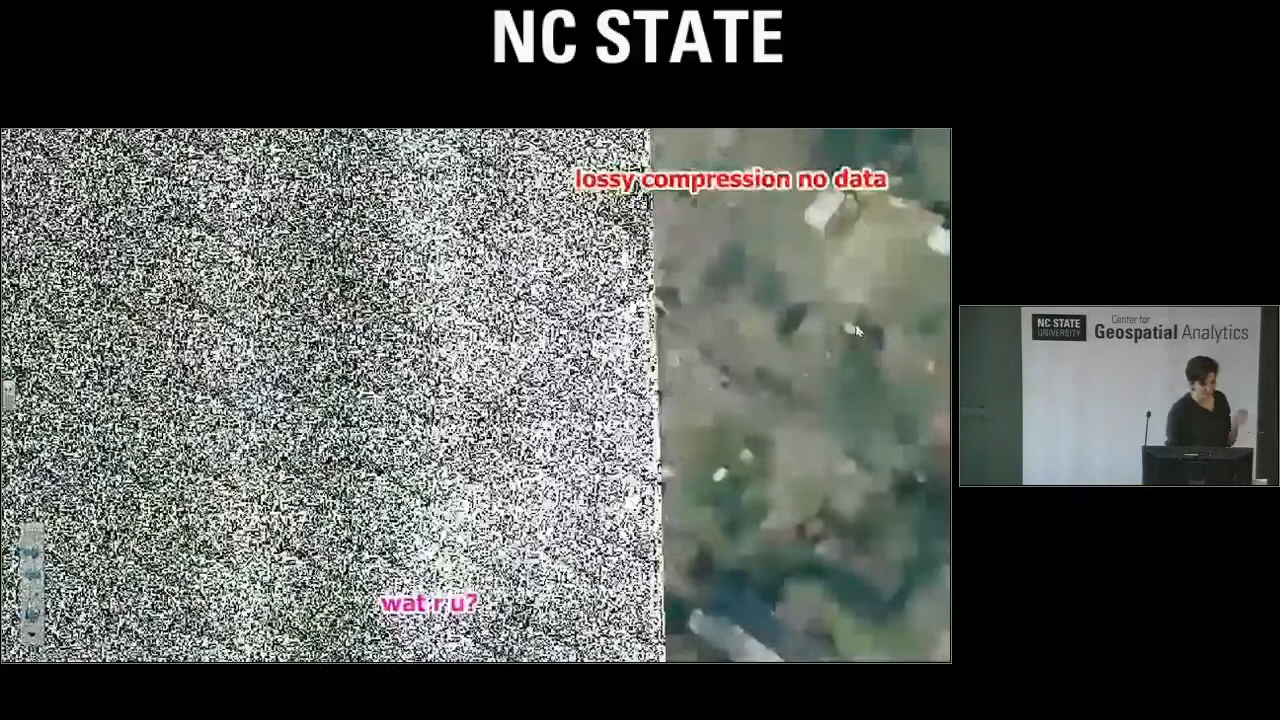 NC STATE
lossy compression no data
wat r u?
NC STATE
UNIVERSITY
Center for
Geospatial Analytics